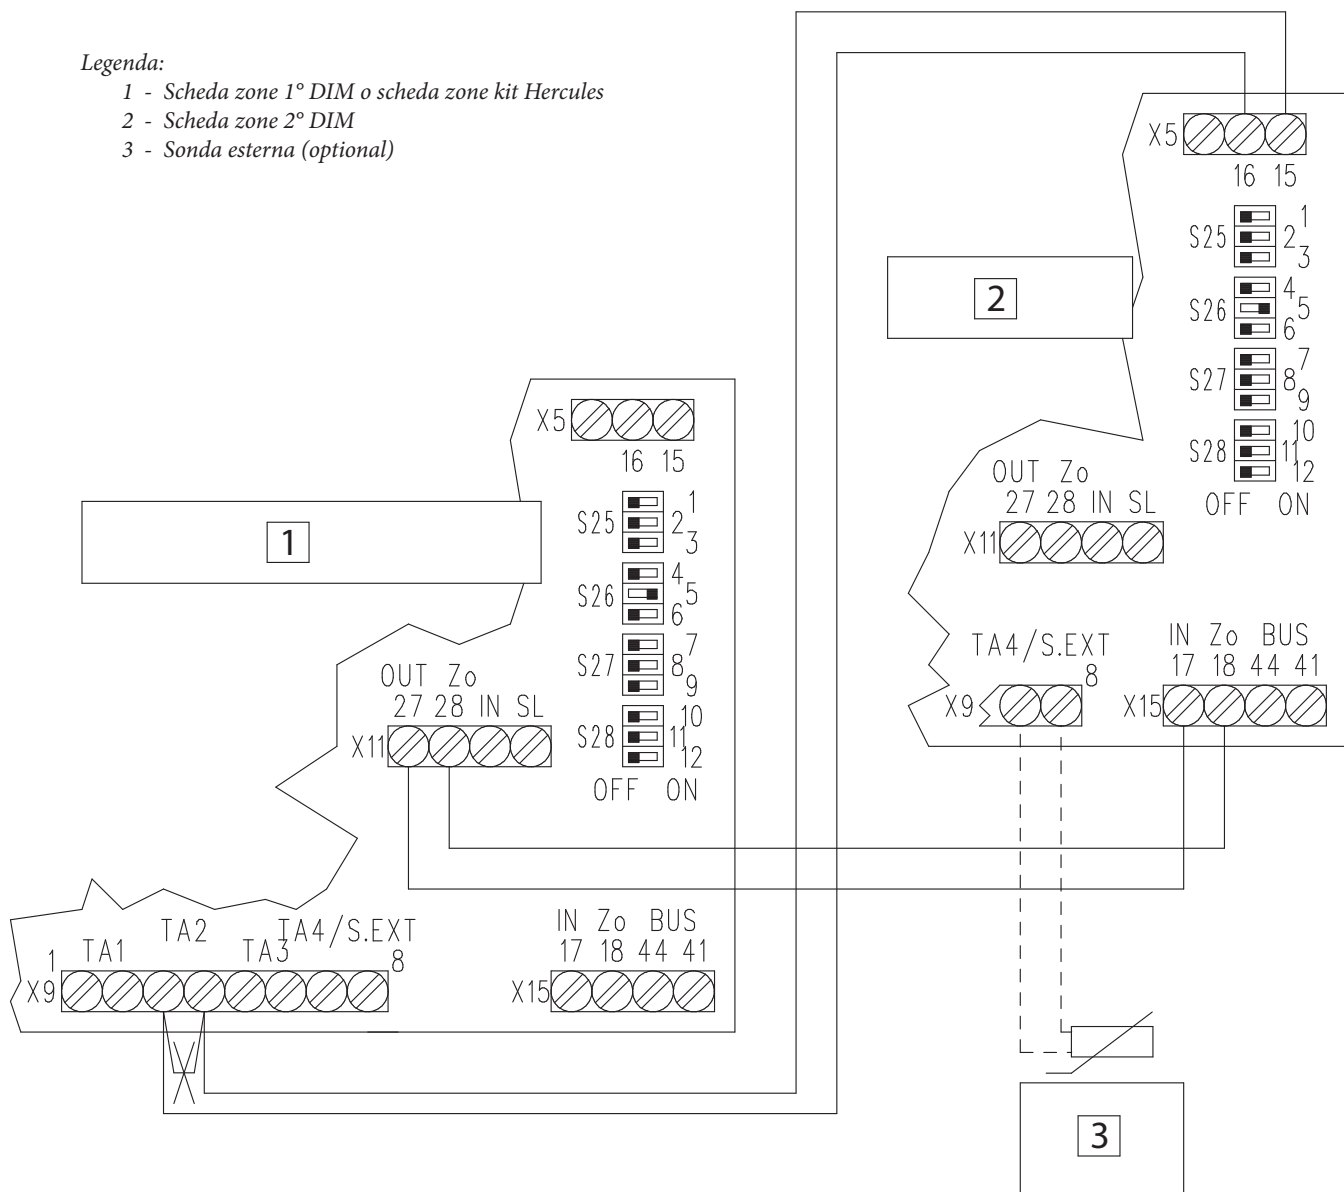 Legenda:
1 - Scheda zone 1° DIM o scheda zone kit Hercules
2 - Scheda zone 2° DIM
3 - Sonda esterna (optional)
X5
16 15
S25 1
2
3
S26 4
5
6
S27 7
8
9
S28 10
11
12
OFF ON
2
OUT Zo
27 28 IN SL
X11
TA4/S.EXT
8
X9
IN Zo BUS
17 18 44 41
X15
X5
16 15
S25 1
2
3
S26 4
5
6
S27 7
8
9
S28 10
11
12
OFF ON
1
OUT Zo
27 28 IN SL
X11
TA1 TA2 TA3 TA4/S.EXT
1 8
X9
IN Zo BUS
17 18 44 41
X15
3